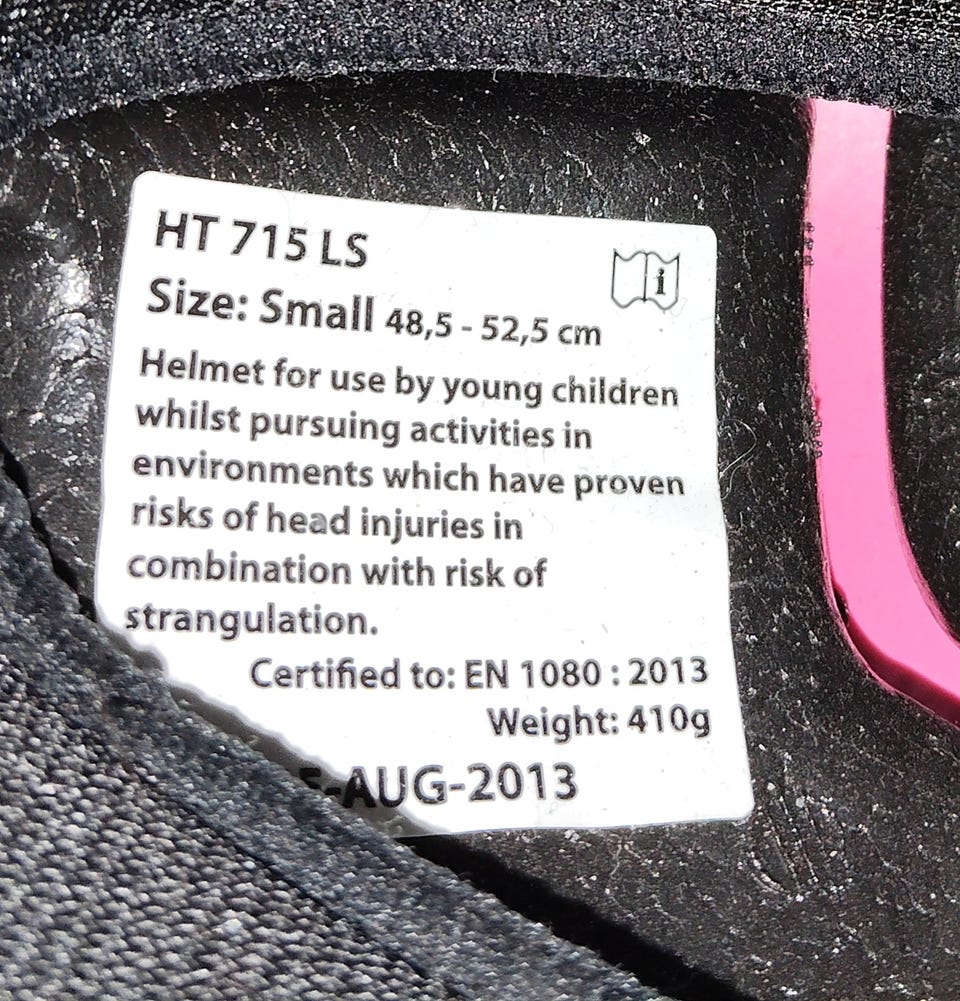 HT 715 LS
i
Size: Small 48,5 - 52,5 cm
Helmet for use by young children
whilst pursuing activities in
environments which have proven
risks of head injuries in
combination with risk of
strangulation.
Certified to: EN 1080 : 2013
Weight: 410g
-AUG-2013